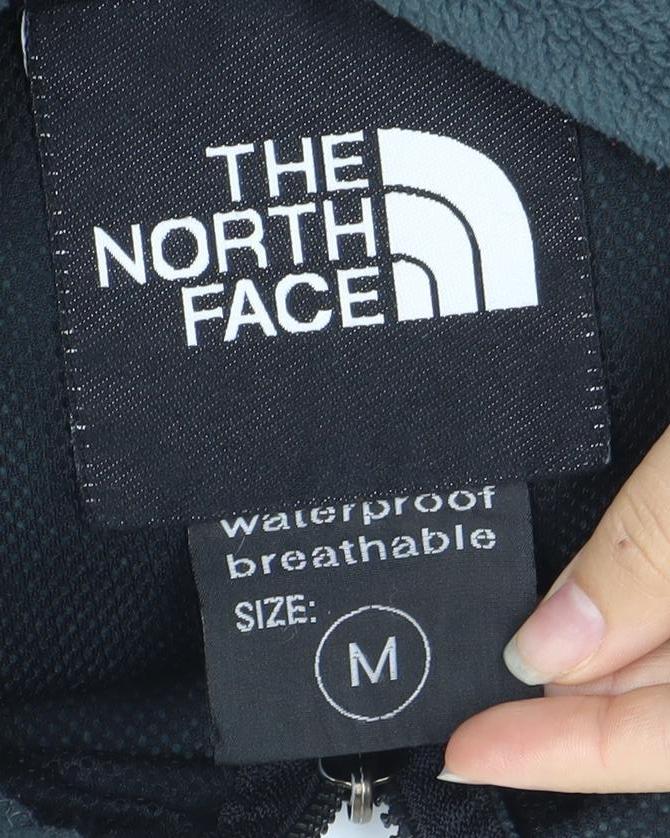 THE
NORTH
FACE
waterproof
breathable
SIZE:
M